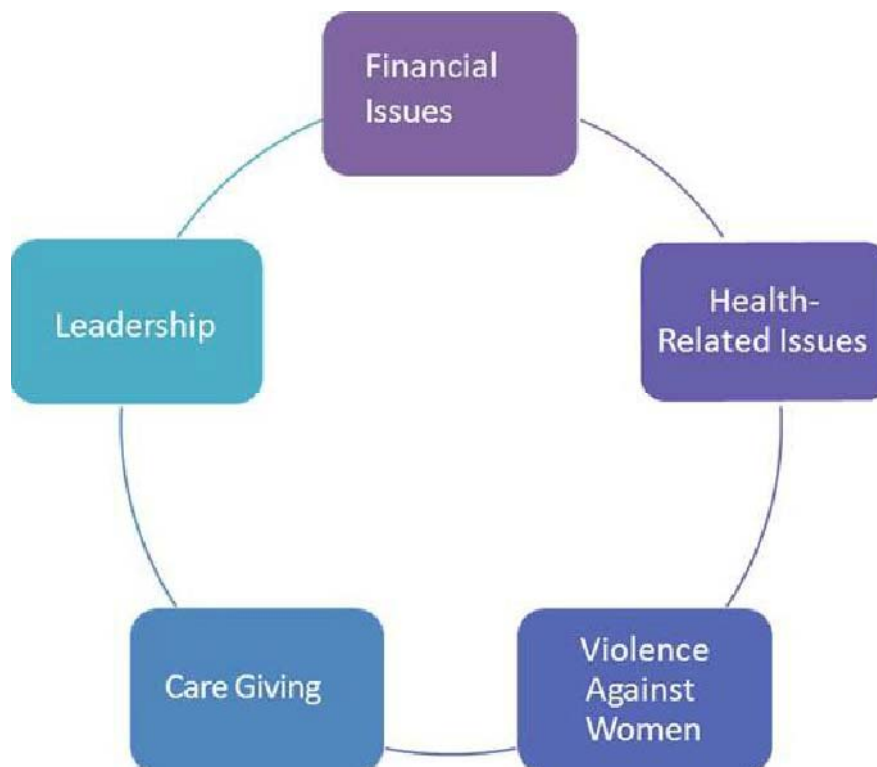 Financial
Issues
Leadership
Health-
Related Issues
Care Giving
Violence
Against
Women